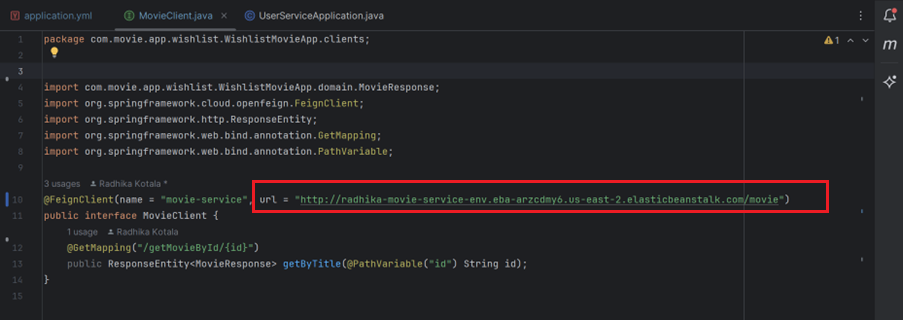 application.yml MovieClient.java × UserServiceApplication.java
1 package com.movie.app.wishlist.WishlistMovieApp.clients; 1
2
3
4 import com.movie.app.wishlist.WishlistMovieApp.domain.MovieResponse;
5 import org.springframework.cloud.openfeign.FeignClient;
6 import org.springframework.http.ResponseEntity;
7 import org.springframework.web.bind.annotation.GetMapping;
8 import org.springframework.web.bind.annotation.PathVariable;
9
3 usages Radhika Kotala *
10 @FeignClient(name = "movie-service", url = "http://radhika-movie-service-env.eba-arzcdmy6.us-east-2.elasticbeanstalk.com/movie")
11 public interface MovieClient {
1 usage Radhika Kotala
12 @GetMapping("/getMovieById/{id}")
13 public ResponseEntity<MovieResponse> getByTitle(@PathVariable("id") String id);
14 }
15
m